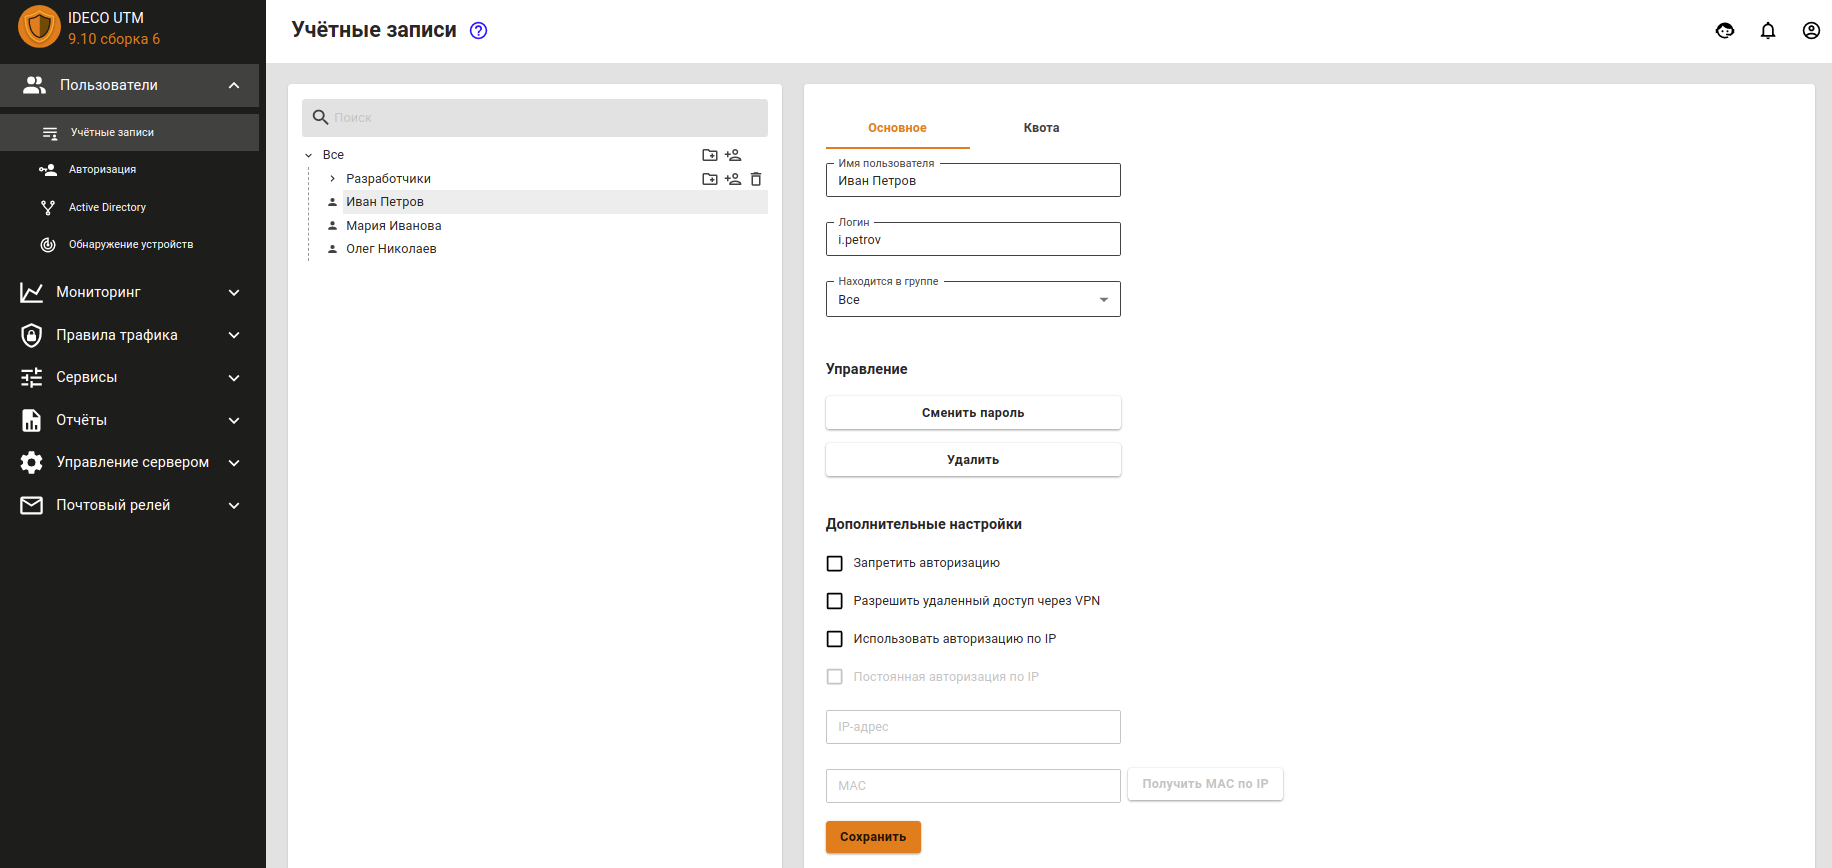 IDECO UTM
9.10 сборка 6
Пользователи
Учётные записи
Авторизация
Active Directory
Обнаружение устройств
Мониторинг
Правила трафика
Сервисы
Отчёты
Управление сервером
Почтовый релей
Учётные записи
Поиск
Все
Разработчики
Иван Петров
Мария Иванова
Олег Николаев
Основное
Квота
Имя пользователя
Иван Петров
Логин
i.petrov
Находится в группе
Все
Управление
Сменить пароль
Удалить
Дополнительные настройки
Запретить авторизацию
Разрешить удаленный доступ через VPN
Использовать авторизацию по IP
Постоянная авторизация по IP
IP-адрес
MAC
Получить MAC по IP
Сохранить